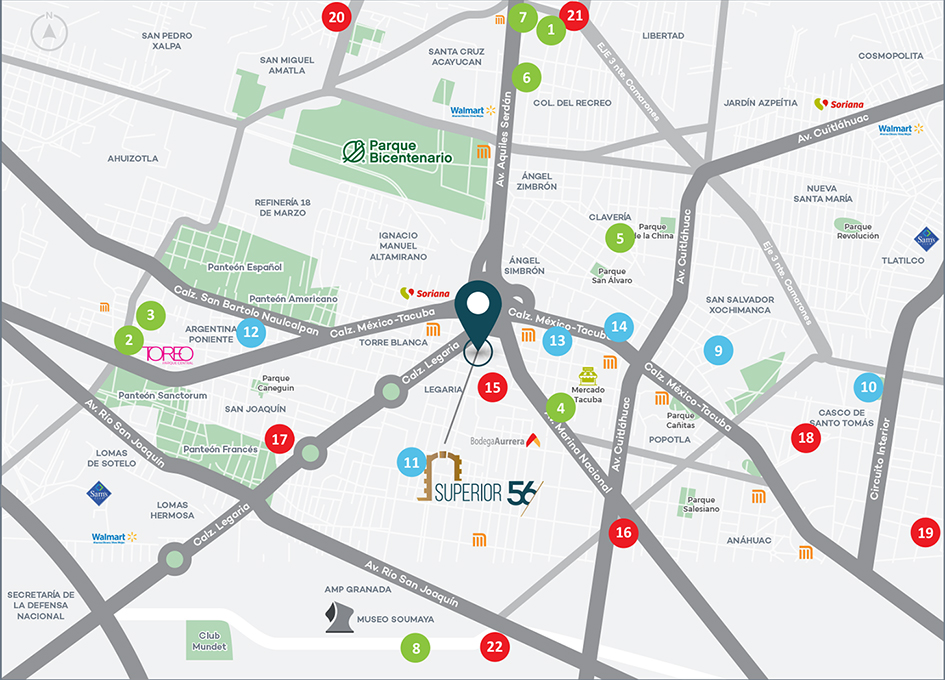 N
20
7
21
1
SAN PEDRO
XALPA
LIBERTAD
SANTA CRUZ
ACAYUCAN
COSMOPOLITA
SAN MIGUEL
AMATLA
6
EJE 3 nte. Camarones
COL. DEL RECREO
JARDÍN AZPEÍTIA
Soriana
Walmart
Av. Aquiles Serdán
Av. Cuitláhuac
Walmart
Parque
Bicentenario
AHUIZOTLA
ÁNGEL
ZIMBRÓN
NUEVA
SANTA MARÍA
REFINERÍA 18
DE MARZO
CLAVERÍA
Parque
de la China
5
Parque
Revolución
IGNACIO
MANUEL
ALTAMIRANO
Av. Cuitláhuac
Eje 3 nte. Camarones
Sam's
TLATILCO
Panteón Español
ÁNGEL
SIMBRÓN
Parque
San Álvaro
Soriana
Panteón Americano
Calz. San Bartolo Naulcalpan
SAN SALVADOR
XOCHIMANCA
3
2
ARGENTINA
PONIENTE
12
Calz. México-Tacuba
Calz. México-Tacuba
14
13
TORRE BLANCA
9
TOREO
PARQUE CENTRAL
Calz. Legaria
Parque
Caneguin
LEGARIA
15
Mercado
Tacuba
Calz. México-Tacuba
10
Panteón Sanctorum
SAN JOAQUÍN
4
Av. Marina Nacional
Av. Cuitláhuac
Parque
Cañitas
POPOTLA
CASCO DE
SANTO TOMÁS
Av. Río San Joaquín
17
18
Panteón Francés
BodegaAurrera
LOMAS
DE SOTELO
11
Circuito Interior
SUPERIOR 56
Sam's
LOMAS
HERMOSA
Parque
Salesiano
Calz. Legaria
Walmart
16
19
ANÁHUAC
Av. Río San Joaquín
SECRETARÍA DE
LA DEFENSA
NACIONAL
AMP GRANADA
MUSEO SOUMAYA
Club
Mundet
8
22